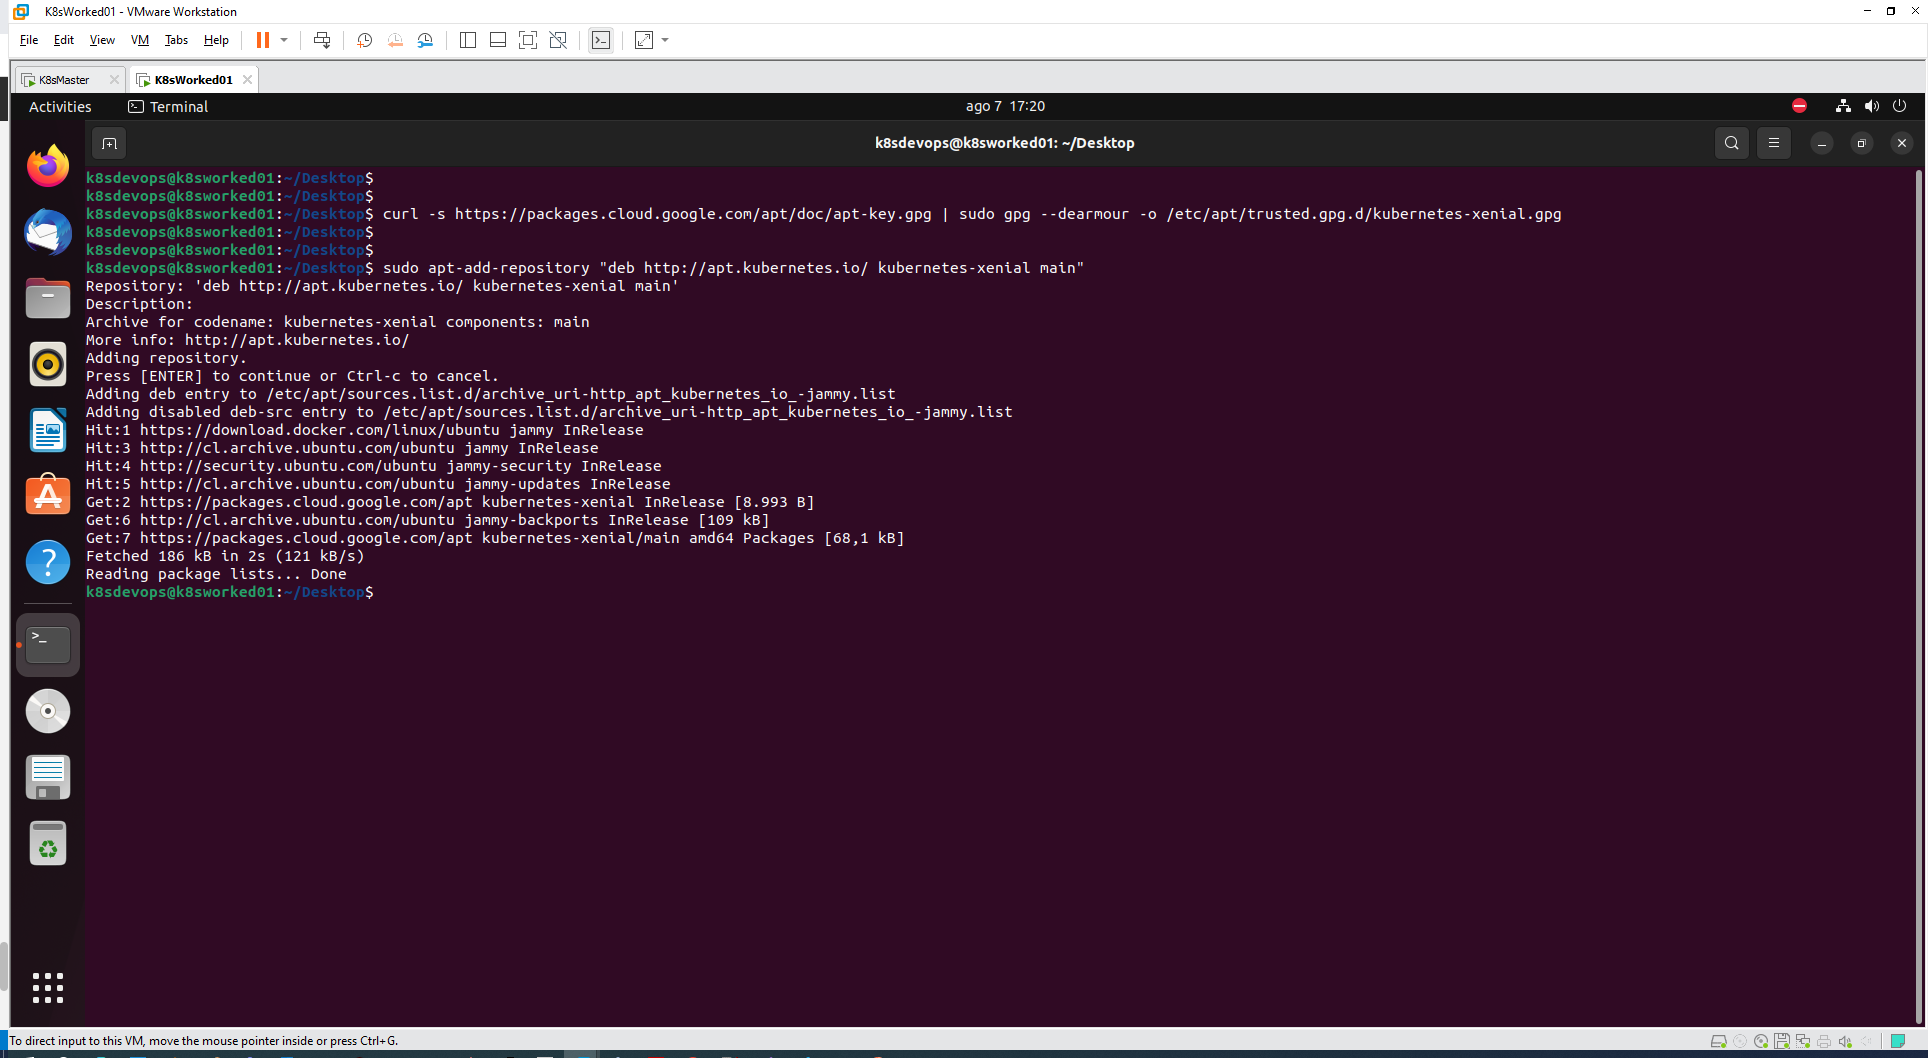 K8sWorked01 - VMware Workstation
File Edit View VM Tabs Help
K8sMaster K8sWorked01
Activities Terminal ago 7 17:20
k8sdevops@k8sworked01: ~/Desktop
k8sdevops@k8sworked01:~/Desktop$
k8sdevops@k8sworked01:~/Desktop$
k8sdevops@k8sworked01:~/Desktop$ curl -s https://packages.cloud.google.com/apt/doc/apt-key.gpg | sudo gpg --dearmour -o /etc/apt/trusted.gpg.d/kubernetes-xenial.gpg
k8sdevops@k8sworked01:~/Desktop$
k8sdevops@k8sworked01:~/Desktop$
k8sdevops@k8sworked01:~/Desktop$ sudo apt-add-repository "deb http://apt.kubernetes.io/ kubernetes-xenial main"
Repository: 'deb http://apt.kubernetes.io/ kubernetes-xenial main'
Description:
Archive for codename: kubernetes-xenial components: main
More info: http://apt.kubernetes.io/
Adding repository.
Press [ENTER] to continue or Ctrl-c to cancel.
Adding deb entry to /etc/apt/sources.list.d/archive_uri-http_apt_kubernetes_io_-jammy.list
Adding disabled deb-src entry to /etc/apt/sources.list.d/archive_uri-http_apt_kubernetes_io_-jammy.list
Hit:1 https://download.docker.com/linux/ubuntu jammy InRelease
Hit:3 http://cl.archive.ubuntu.com/ubuntu jammy InRelease
Hit:4 http://security.ubuntu.com/ubuntu jammy-security InRelease
Hit:5 http://cl.archive.ubuntu.com/ubuntu jammy-updates InRelease
Get:2 https://packages.cloud.google.com/apt kubernetes-xenial InRelease [8.993 B]
Get:6 http://cl.archive.ubuntu.com/ubuntu jammy-backports InRelease [109 kB]
Get:7 https://packages.cloud.google.com/apt kubernetes-xenial/main amd64 Packages [68,1 kB]
Fetched 186 kB in 2s (121 kB/s)
Reading package lists... Done
k8sdevops@k8sworked01:~/Desktop$
To direct input to this VM, move the mouse pointer inside or press Ctrl+G.